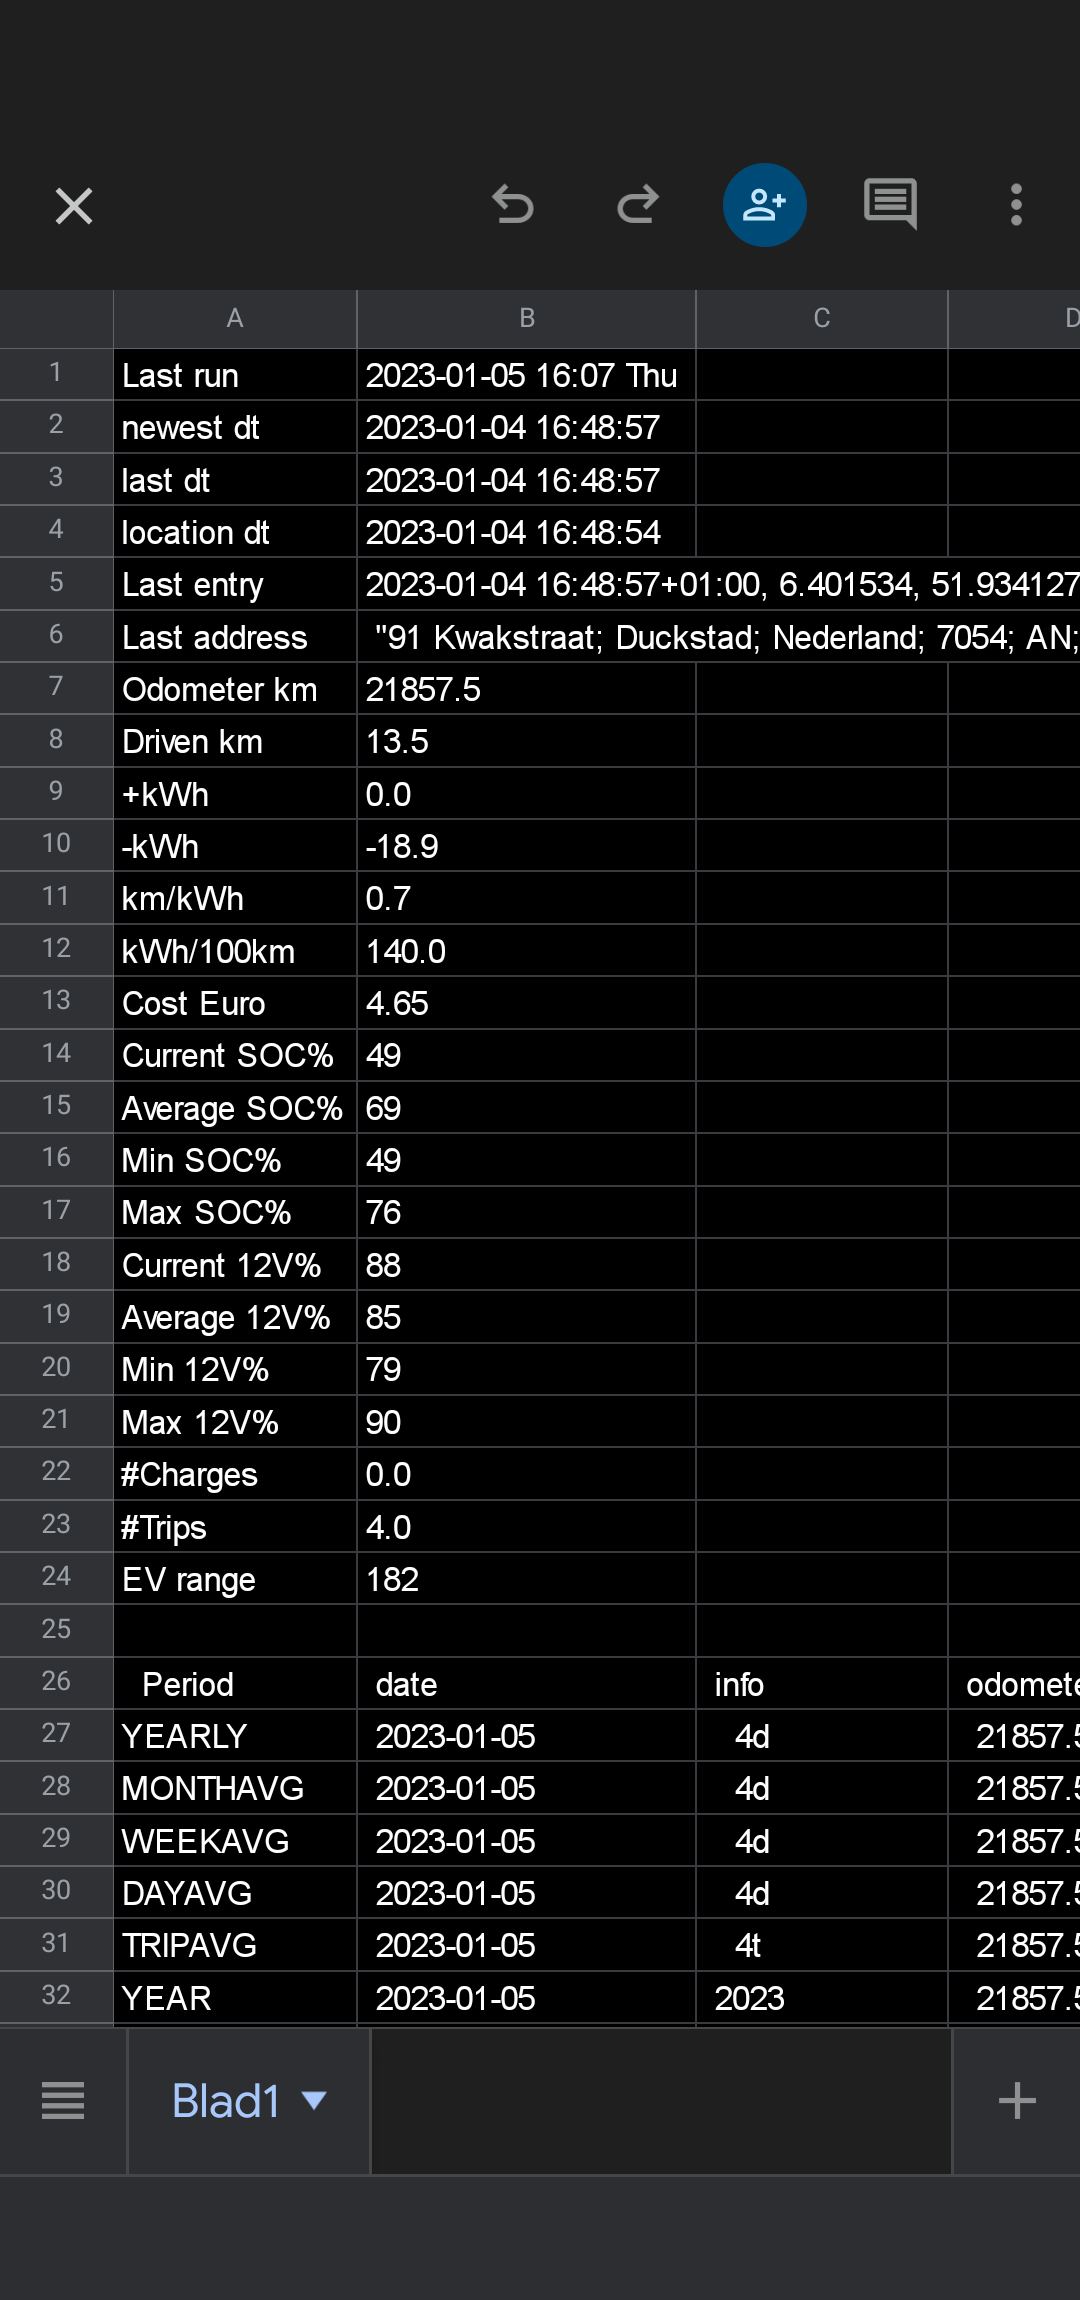 A B C D
1 Last run 2023-01-05 16:07 Thu
2 newest dt 2023-01-04 16:48:57
3 last dt 2023-01-04 16:48:57
4 location dt 2023-01-04 16:48:54
5 Last entry 2023-01-04 16:48:57+01:00, 6.401534, 51.934127
6 Last address "91 Kwakstraat; Duckstad; Nederland; 7054; AN;
7 Odometer km 21857.5
8 Driven km 13.5
9 +kWh 0.0
10 -kWh -18.9
11 km/kWh 0.7
12 kWh/100km 140.0
13 Cost Euro 4.65
14 Current SOC% 49
15 Average SOC% 69
16 Min SOC% 49
17 Max SOC% 76
18 Current 12V% 88
19 Average 12V% 85
20 Min 12V% 79
21 Max 12V% 90
22 #Charges 0.0
23 #Trips 4.0
24 EV range 182
25
26 Period date info odomete
27 YEARLY 2023-01-05 4d 21857.5
28 MONTHAVG 2023-01-05 4d 21857.5
29 WEEKAVG 2023-01-05 4d 21857.5
30 DAYAVG 2023-01-05 4d 21857.5
31 TRIPAVG 2023-01-05 4t 21857.5
32 YEAR 2023-01-05 2023 21857.5
Blad1